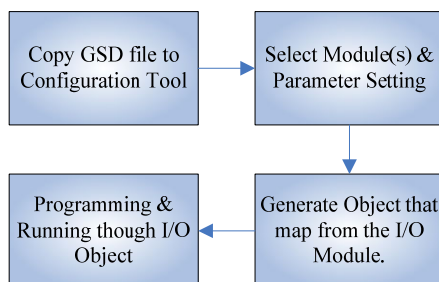 Copy GSD file to
Configuration Tool
Select Module(s) &
Parameter Setting
Generate Object that
map from the I/O
Module.
Programming &
Running though I/O
Object